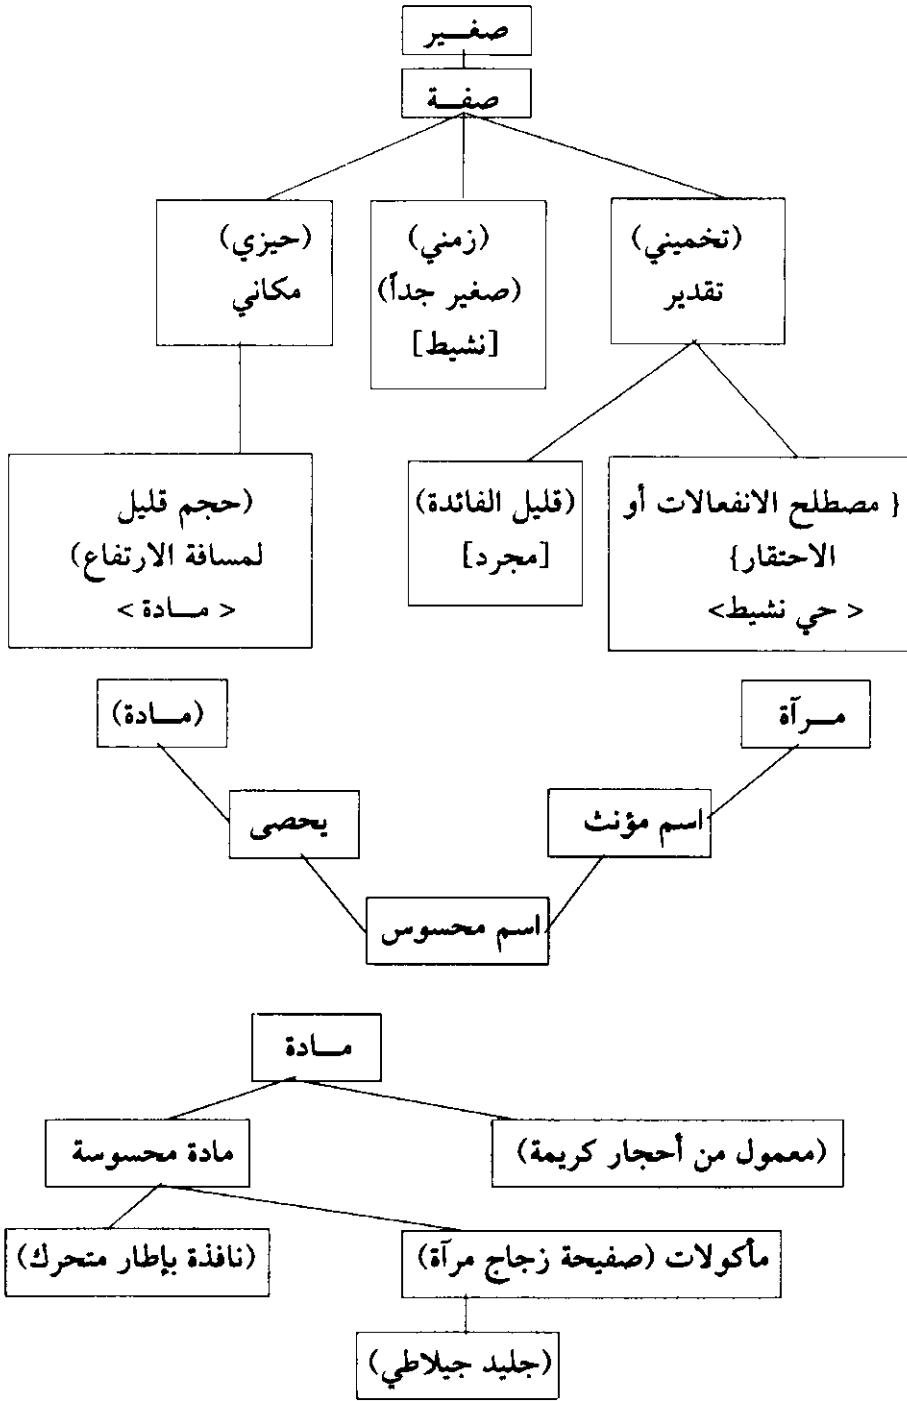 صغير
صفة
(تخميني)
تقدير
(زمني)
(صغير جداً)
[نشيط]
(حيزي)
مكاني
{ مصطلح الانفعالات أو
الاحتقار}
< حي نشيط>
(قليل الفائدة)
[مجرد]
(حجم قليل
لمسافة الارتفاع)
< مادة >
مرآة
(مادة)
اسم مؤنث
يحصى
اسم محسوس
مادة
(معمول من أحجار كريمة)
مادة محسوسة
مأكولات (صفيحة زجاج مرآة)
(نافذة بإطار متحرك)
(جليد جيلاطي)